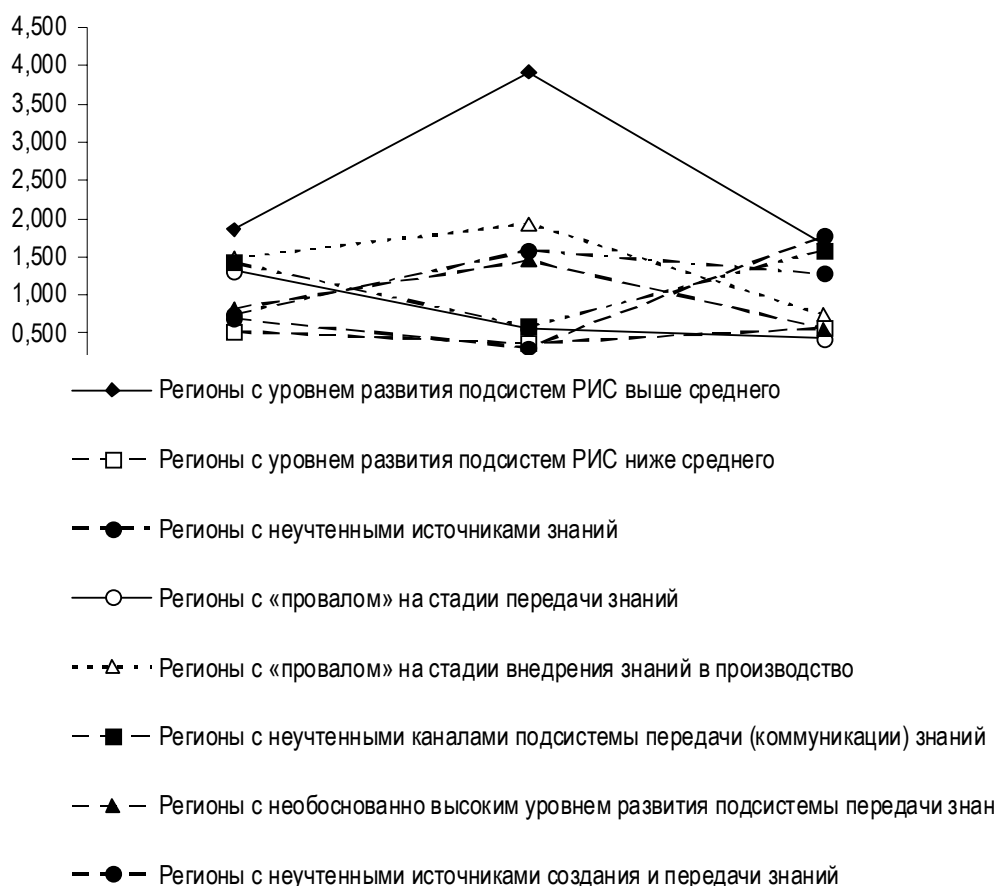 4,500
4,000
3,500
3,000
2,500
2,000
1,500
1,000
0,500
Регионы с уровнем развития подсистем РИС выше среднего
Регионы с уровнем развития подсистем РИС ниже среднего
Регионы с неучтенными источниками знаний
Регионы с «провалом» на стадии передачи знаний
Регионы с «провалом» на стадии внедрения знаний в производство
Регионы с неучтенными каналами подсистемы передачи (коммуникации) знаний
Регионы с необоснованно высоким уровнем развития подсистемы передачи знан
Регионы с неучтенными источниками создания и передачи знаний